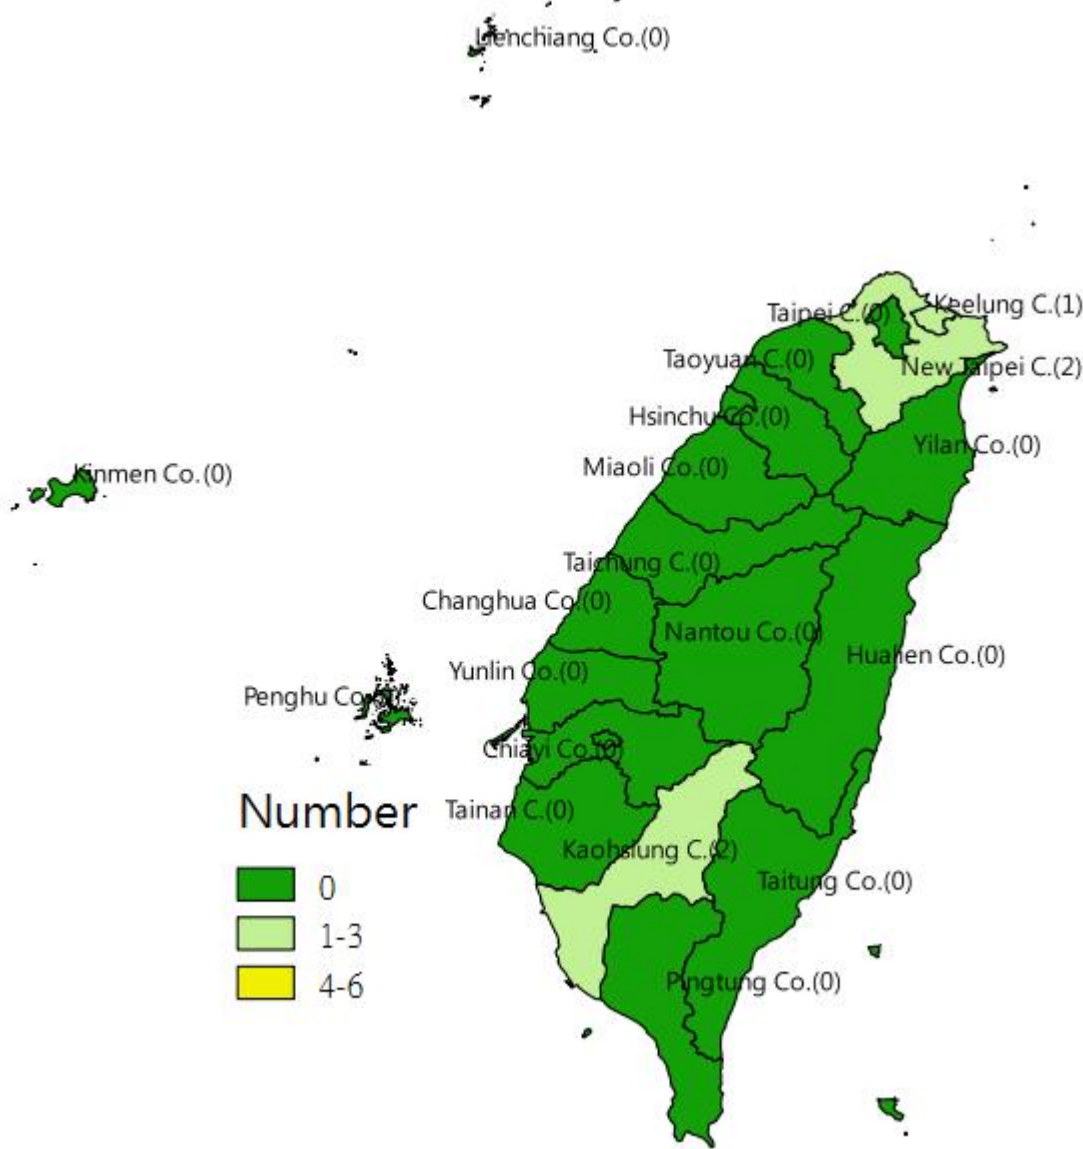 Lienchiang Co.(0)
Keelung C.(1)
Taipei C.(0)
Taoyuan C.(0)
New Taipei C.(2)
Hsinchu Co.(0)
Yilan Co.(0)
Miaoli Co.(0)
Kinmen Co.(0)
Taichung C.(0)
Changhua Co.(0)
Nantou Co.(0)
Hualien Co.(0)
Yunlin Co.(0)
Penghu Co.
Chiayi Co.(0)
Number
Tainan C.(0)
Kaohsiung C.(2)
Taitung Co.(0)
0
1-3
4-6
Pingtung Co.(0)